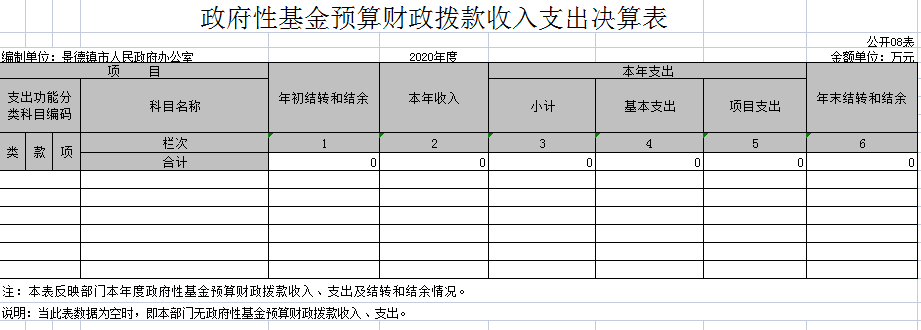 政府性基金预算财政拨款收入支出决算表
公开08表
编制单位：景德镇市人民政府办公室 2020年度 金额单位：万元
项 目 年初结转和结余 本年收入 本年支出 年末结转和结余
支出功能分类科目编码 科目名称 小计 基本支出 项目支出
类 款 项 栏次 1 2 3 4 5 6
合计 0 0 0 0 0 0
注：本表反映部门本年度政府性基金预算财政拨款收入、支出及结转和结余情况。
说明：当此表数据为空时，即本部门无政府性基金预算财政拨款收入、支出。